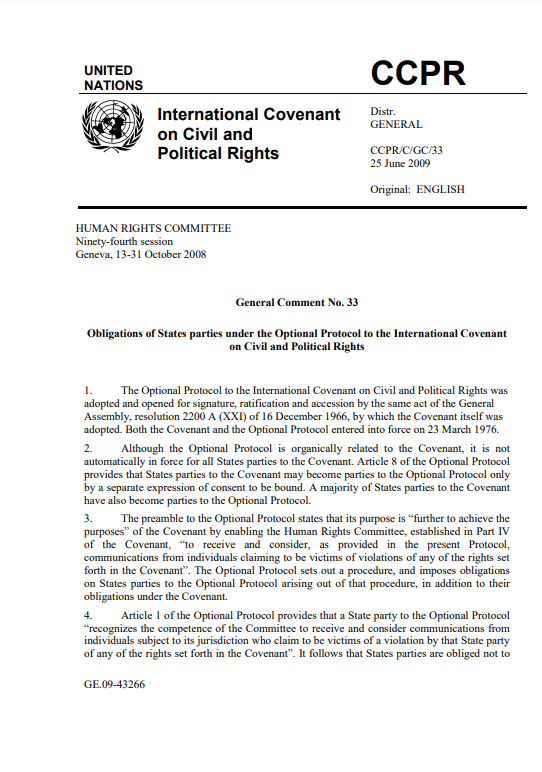 UNITED
NATIONS
CCPR
International Covenant
on Civil and
Political Rights
Distr.
GENERAL
CCPR/C/GC/33
25 June 2009
Original: ENGLISH
HUMAN RIGHTS COMMITTEE
Ninety-fourth session
Geneva, 13-31 October 2008
General Comment No. 33
Obligations of States parties under the Optional Protocol to the International Covenant
on Civil and Political Rights
1. The Optional Protocol to the International Covenant on Civil and Political Rights was
adopted and opened for signature, ratification and accession by the same act of the General
Assembly, resolution 2200 A (XXI) of 16 December 1966, by which the Covenant itself was
adopted. Both the Covenant and the Optional Protocol entered into force on 23 March 1976.
2. Although the Optional Protocol is organically related to the Covenant, it is not
automatically in force for all States parties to the Covenant. Article 8 of the Optional Protocol
provides that States parties to the Covenant may become parties to the Optional Protocol only
by a separate expression of consent to be bound. A majority of States parties to the Covenant
have also become parties to the Optional Protocol.
3. The preamble to the Optional Protocol states that its purpose is “further to achieve the
purposes” of the Covenant by enabling the Human Rights Committee, established in Part IV
of the Covenant, “to receive and consider, as provided in the present Protocol,
communications from individuals claiming to be victims of violations of any of the rights set
forth in the Covenant”. The Optional Protocol sets out a procedure, and imposes obligations
on States parties to the Optional Protocol arising out of that procedure, in addition to their
obligations under the Covenant.
4. Article 1 of the Optional Protocol provides that a State party to the Optional Protocol
“recognizes the competence of the Committee to receive and consider communications from
individuals subject to its jurisdiction who claim to be victims of a violation by that State party
of any of the rights set forth in the Covenant”. It follows that States parties are obliged not to
GE.09-43266